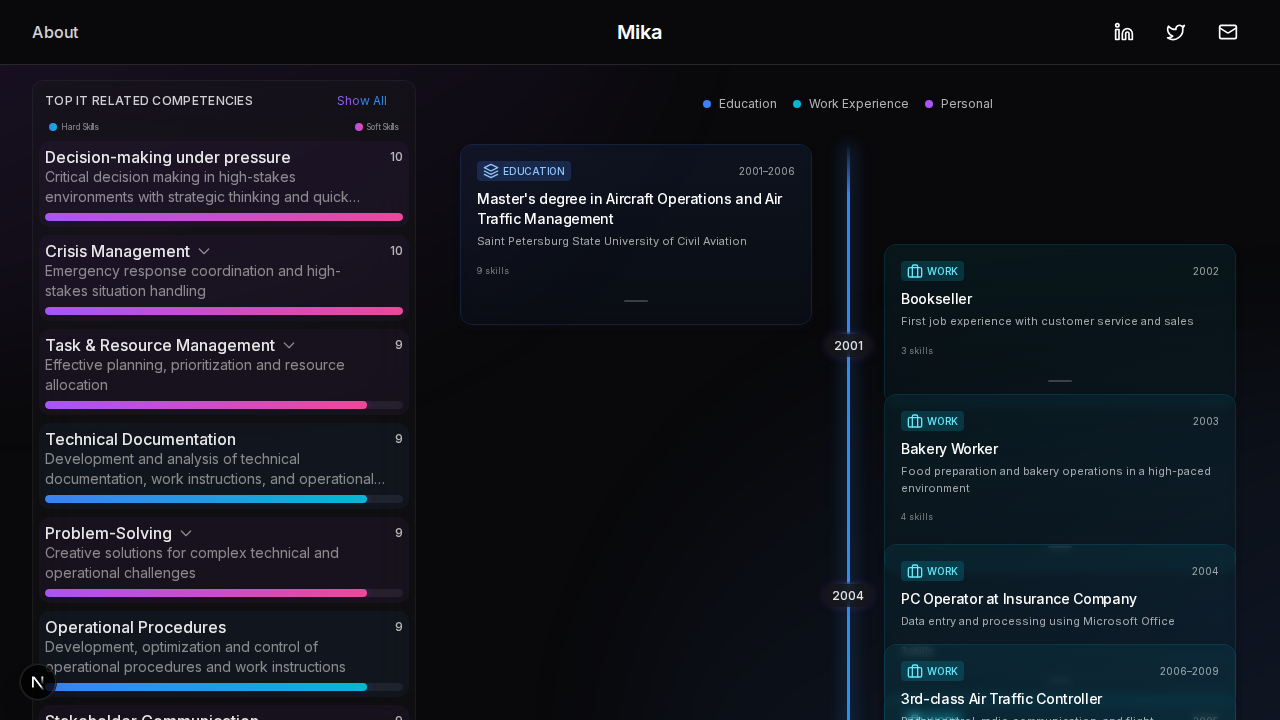 About
Mika
TOP IT RELATED COMPETENCIES
Show All
Hard Skills
Soft Skills
Decision-making under pressure
10
Critical decision making in high-stakes
environments with strategic thinking and quick…
Crisis Management
10
Emergency response coordination and high-
stakes situation handling
Task & Resource Management
9
Effective planning, prioritization and resource
allocation
Technical Documentation
9
Development and analysis of technical
documentation, work instructions, and operational…
Problem-Solving
9
Creative solutions for complex technical and
operational challenges
Operational Procedures
9
Development, optimization and control of
operational procedures and work instructions
N
Stakeholder Communication
9
Education
Work Experience
Personal
EDUCATION
2001–2006
Master's degree in Aircraft Operations and Air
Traffic Management
Saint Petersburg State University of Civil Aviation
9 skills
2001
2004
WORK
2002
Bookseller
First job experience with customer service and sales
3 skills
WORK
2003
Bakery Worker
Food preparation and bakery operations in a high-paced
environment
4 skills
WORK
2004
PC Operator at Insurance Company
Data entry and processing using Microsoft Office
WORK
2006–2009
3rd-class Air Traffic Controller
Radar control, radio communication, and flight